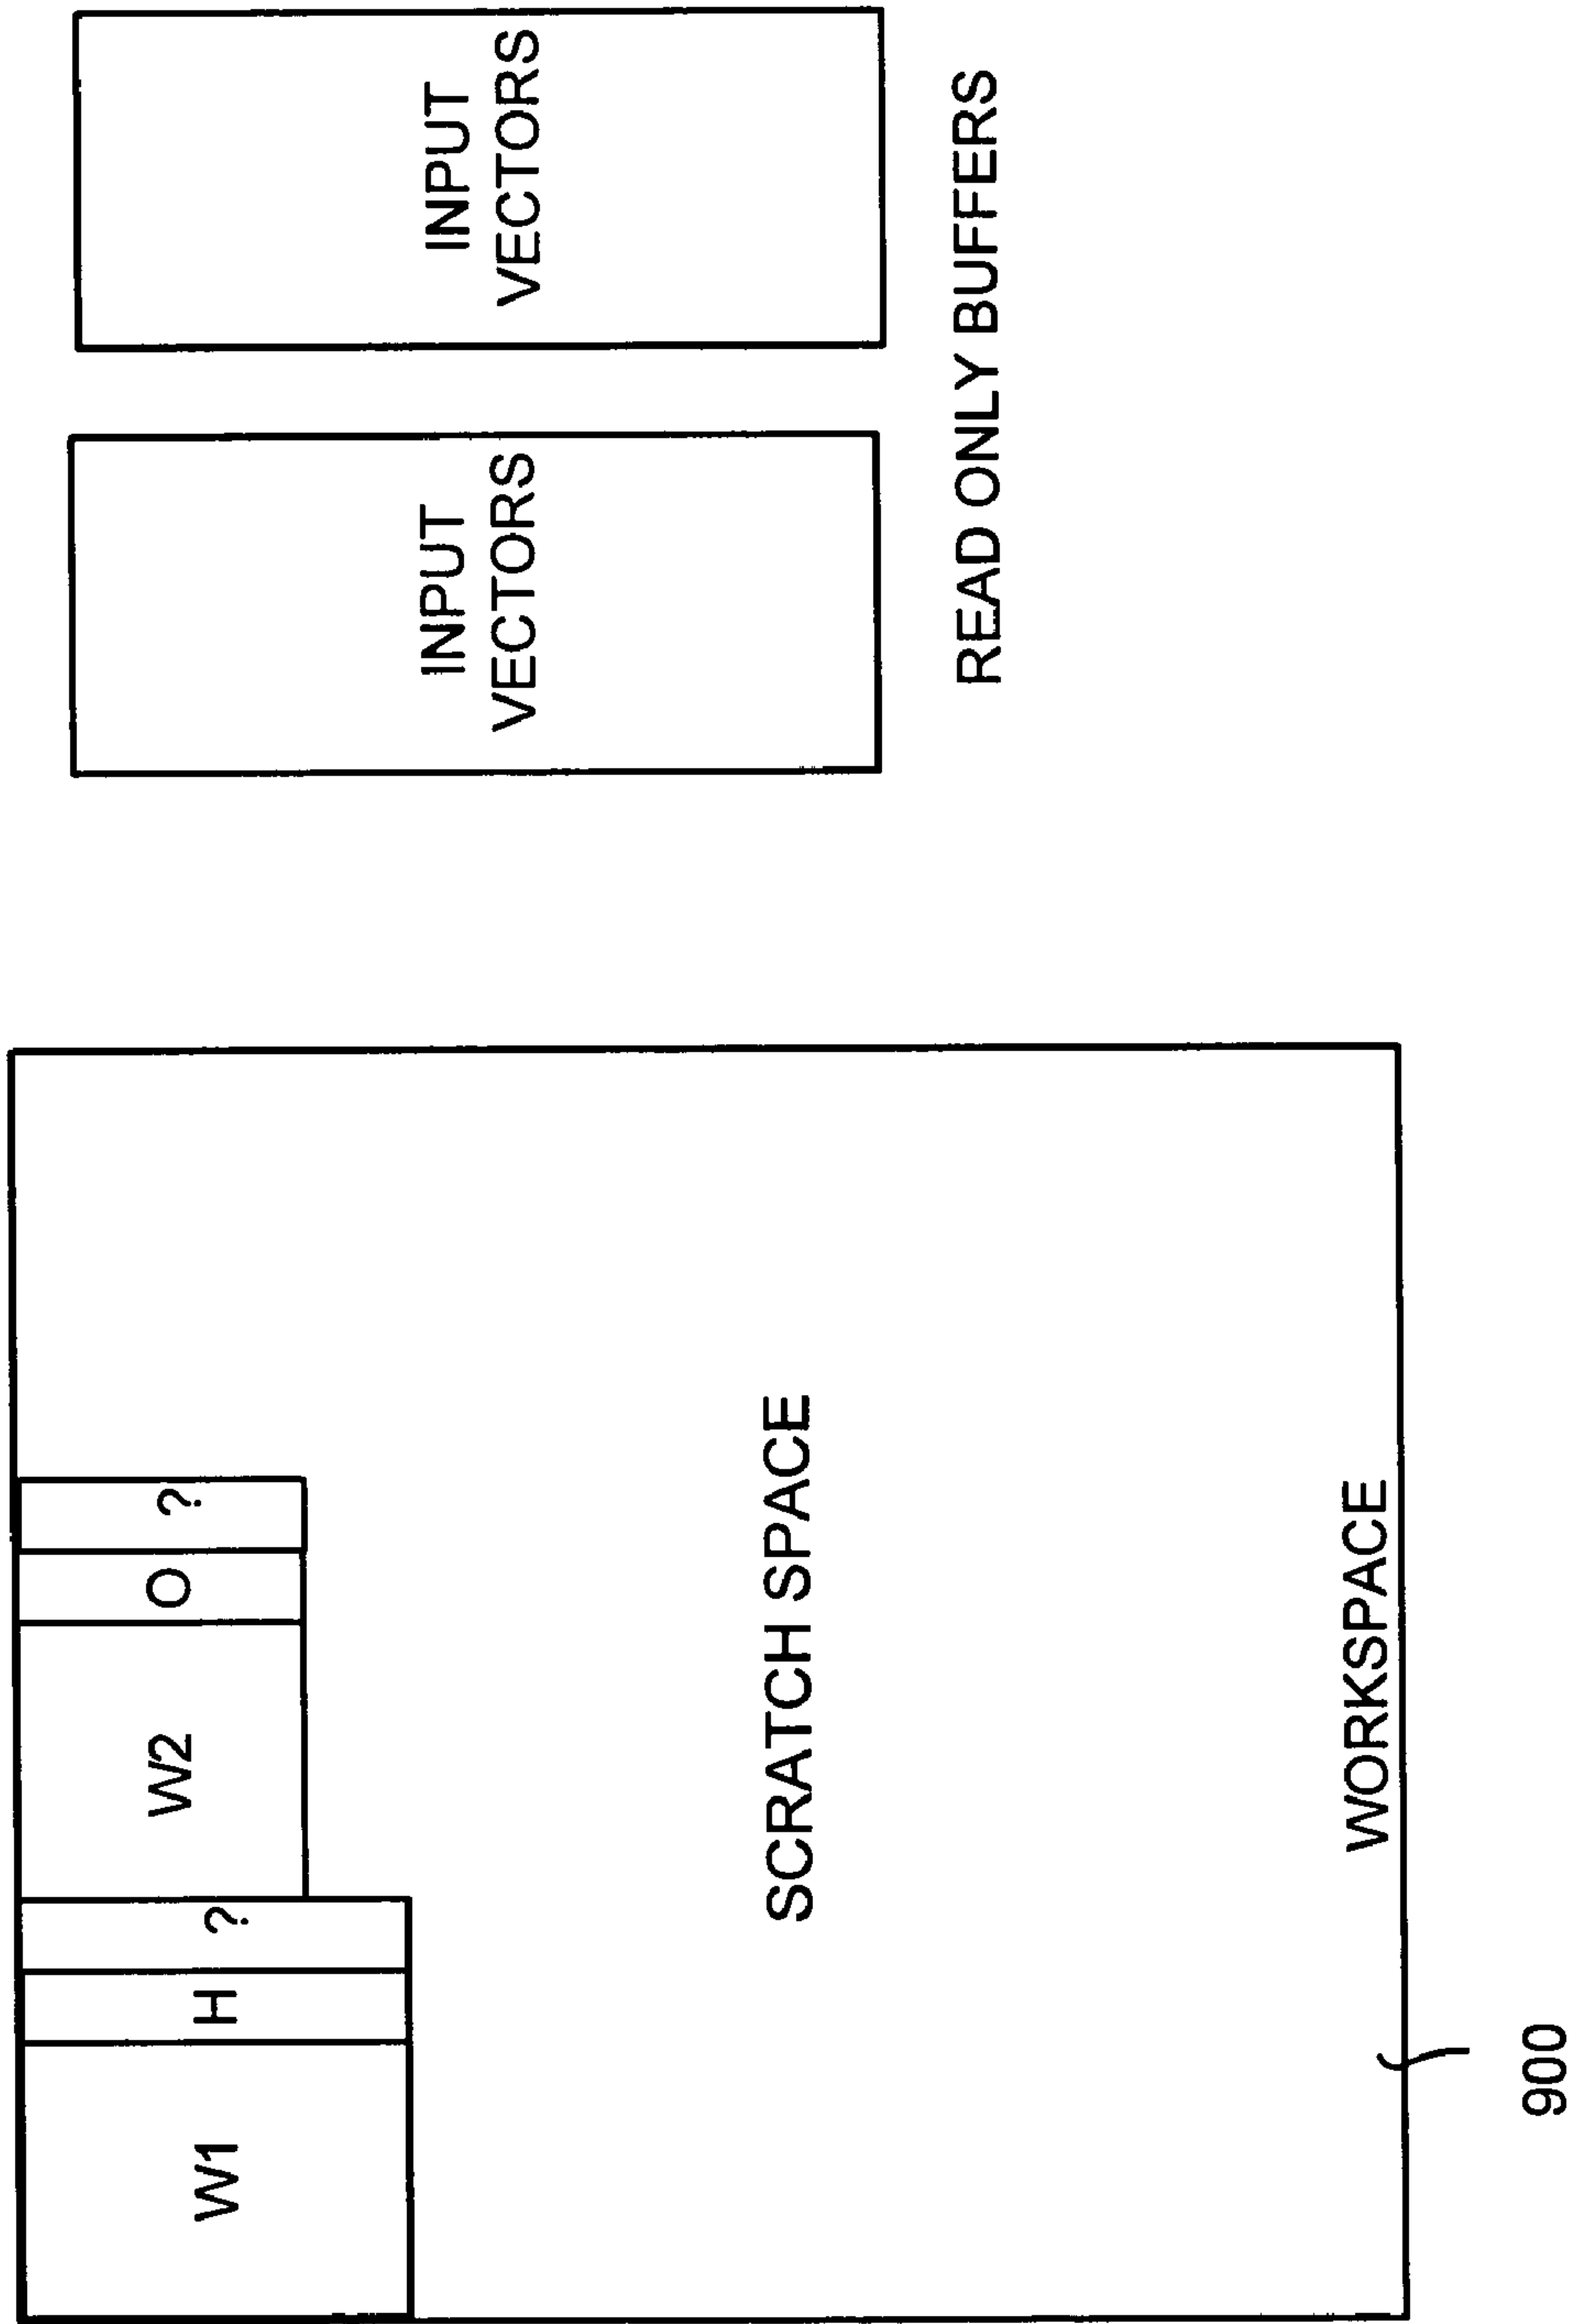 W1
H
?
W2
O
?
SCRATCH SPACE
WORKSPACE
900
INPUT
VECTORS
INPUT
VECTORS
READ ONLY BUFFERS